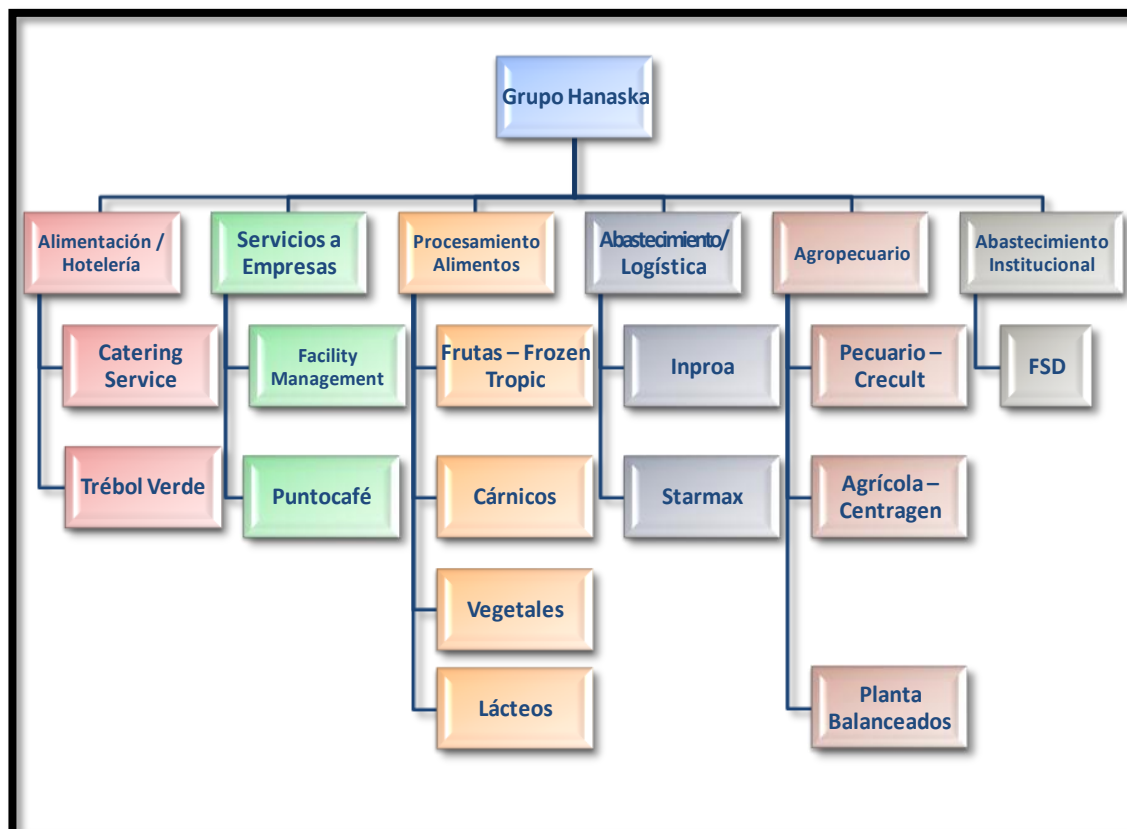 Grupo Hanaska
Alimentación /
Hotelería
Servicios a
Empresas
Procesamiento
Alimentos
Abastecimiento/
Logística
Agropecuario
Abastecimiento
Institucional
Catering
Service
Facility
Management
Frutas – Frozen
Tropic
Inproa
Pecuario –
Crecult
FSD
Trébol Verde
Puntocafé
Cárnicos
Starmax
Agrícola –
Centragen
Vegetales
Lácteos
Planta
Balanceados